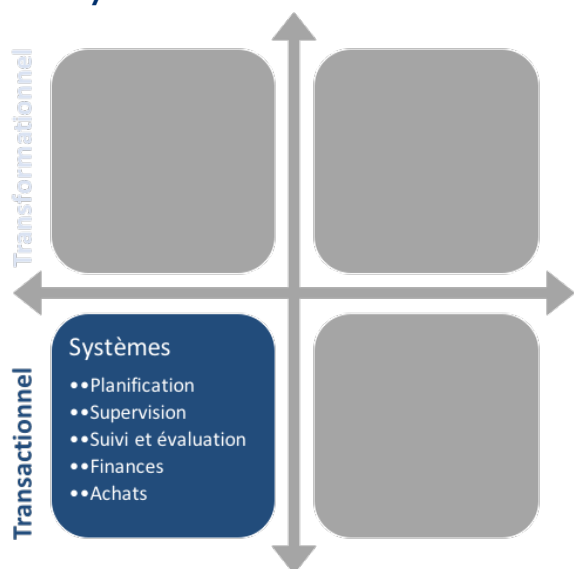 Transformationnel
Systèmes
••Planification
••Supervision
••Suivi et évaluation
••Finances
••Achats
Transactionnel